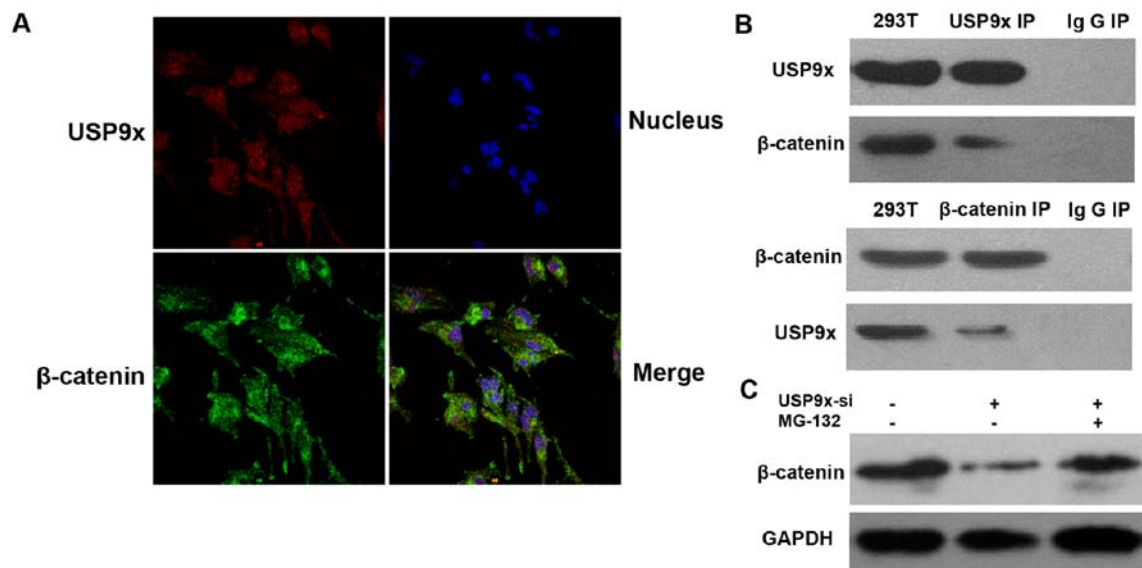 A
USP9x
Nucleus
β-catenin
Merge
B
293T USP9x IP Ig G IP
USP9x
β-catenin
293T β-catenin IP Ig G IP
β-catenin
USP9x
C
USP9x-si - + +
MG-132 - - +
β-catenin
GAPDH